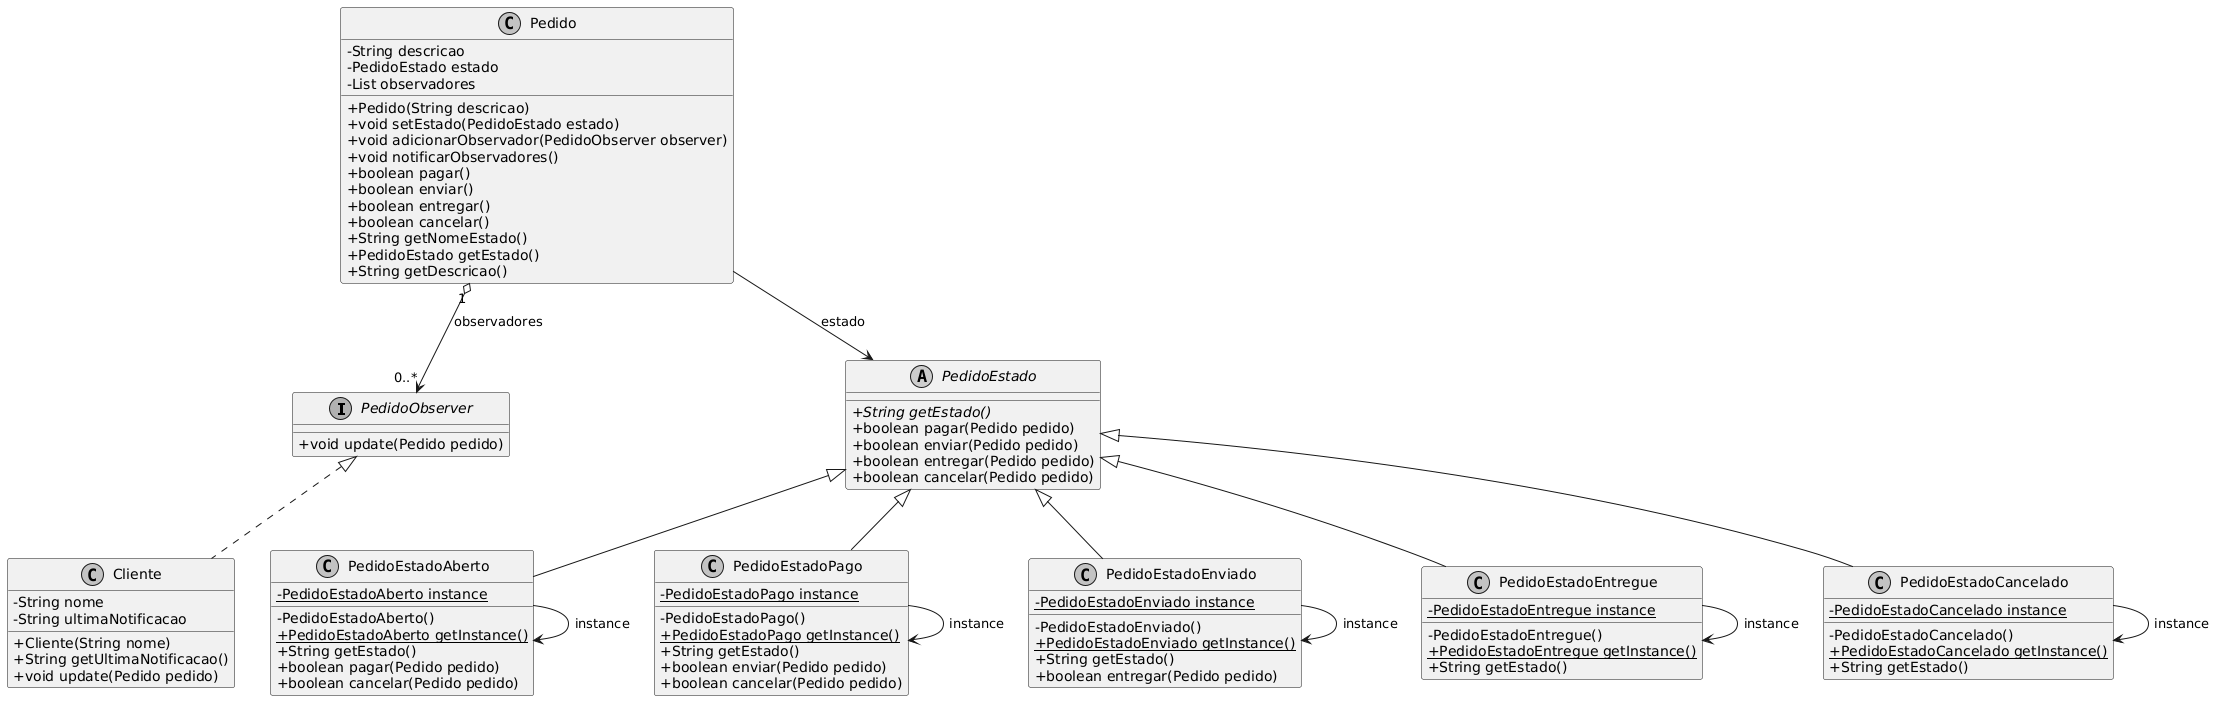 C Pedido
-String descricao
-PedidoEstado estado
-List observadores
+Pedido(String descricao)
+void setEstado(PedidoEstado estado)
+void adicionarObservador(PedidoObserver observer)
+void notificarObservadores()
+boolean pagar()
+boolean enviar()
+boolean entregar()
+boolean cancelar()
+String getNomeEstado()
+PedidoEstado getEstado()
+String getDescricao()
1
observadores
estado
0..*
I PedidoObserver
+void update(Pedido pedido)
A PedidoEstado
+String getEstado()
+boolean pagar(Pedido pedido)
+boolean enviar(Pedido pedido)
+boolean entregar(Pedido pedido)
+boolean cancelar(Pedido pedido)
C Cliente
-String nome
-String ultimaNotificacao
+Cliente(String nome)
+String getUltimaNotificacao()
+void update(Pedido pedido)
C PedidoEstadoAberto
-PedidoEstadoAberto instance
-PedidoEstadoAberto()
+PedidoEstadoAberto getInstance()
+String getEstado()
+boolean pagar(Pedido pedido)
+boolean cancelar(Pedido pedido)
instance
C PedidoEstadoPago
-PedidoEstadoPago instance
-PedidoEstadoPago()
+PedidoEstadoPago getInstance()
+String getEstado()
+boolean enviar(Pedido pedido)
+boolean cancelar(Pedido pedido)
instance
C PedidoEstadoEnviado
-PedidoEstadoEnviado instance
-PedidoEstadoEnviado()
+PedidoEstadoEnviado getInstance()
+String getEstado()
+boolean entregar(Pedido pedido)
instance
C PedidoEstadoEntregue
-PedidoEstadoEntregue instance
-PedidoEstadoEntregue()
+PedidoEstadoEntregue getInstance()
+String getEstado()
instance
C PedidoEstadoCancelado
-PedidoEstadoCancelado instance
-PedidoEstadoCancelado()
+PedidoEstadoCancelado getInstance()
+String getEstado()
instance